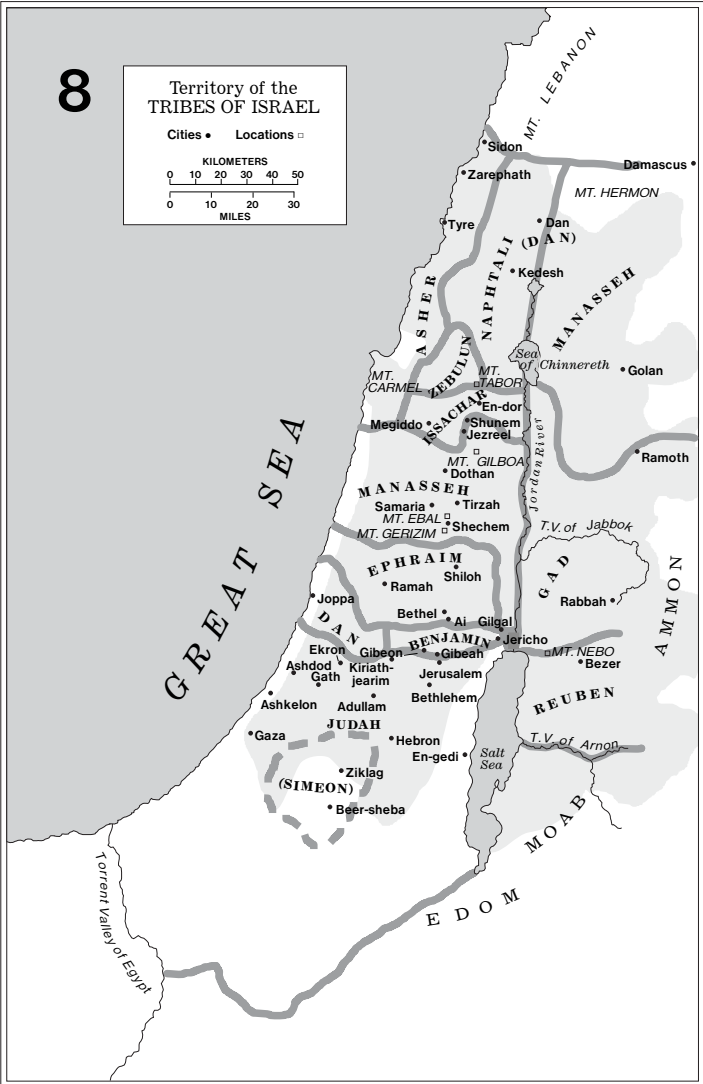 8
Territory of the
TRIBES OF ISRAEL
Cities
Locations
KILOMETERS
0 10 20 30 40 50
0 10 20 30
MILES
MT. LEBANON
Sidon
Zarephath
Damascus
MT. HERMON
Tyre
Dan
(DAN)
Kedesh
NAPHTALI
ASHER
MANASSEH
Sea
of Chinnereth
Golan
ZEBULUN
MT.
CARMEL
MT.
TABOR
En-dor
ISSACHAR
Megiddo
Shunem
Jezreel
MT. GILBOA
Dothan
Jordan River
Ramoth
MANASSEH
Samaria
Tirzah
MT. EBAL
Shechem
MT. GERIZIM
T.V. of Jabbok
GREAT SEA
EPHRAIM
Shiloh
Ramah
GAD
Rabbah
AMMON
Joppa
Bethel
Ai
Gilgal
DAN
BENJAMIN
Jericho
Ekron
Gibeon
Gibeah
MT. NEBO
Bezer
Ashdod
Kiriath-
jearim
Gath
Jerusalem
Ashkelon
Adullam
Bethlehem
REUBEN
JUDAH
Gaza
Hebron
En-gedi
Salt
Sea
T.V. of Arnon
Ziklag
(SIMEON)
Beer-sheba
MOAB
EDOM
Torrent Valley of Egypt